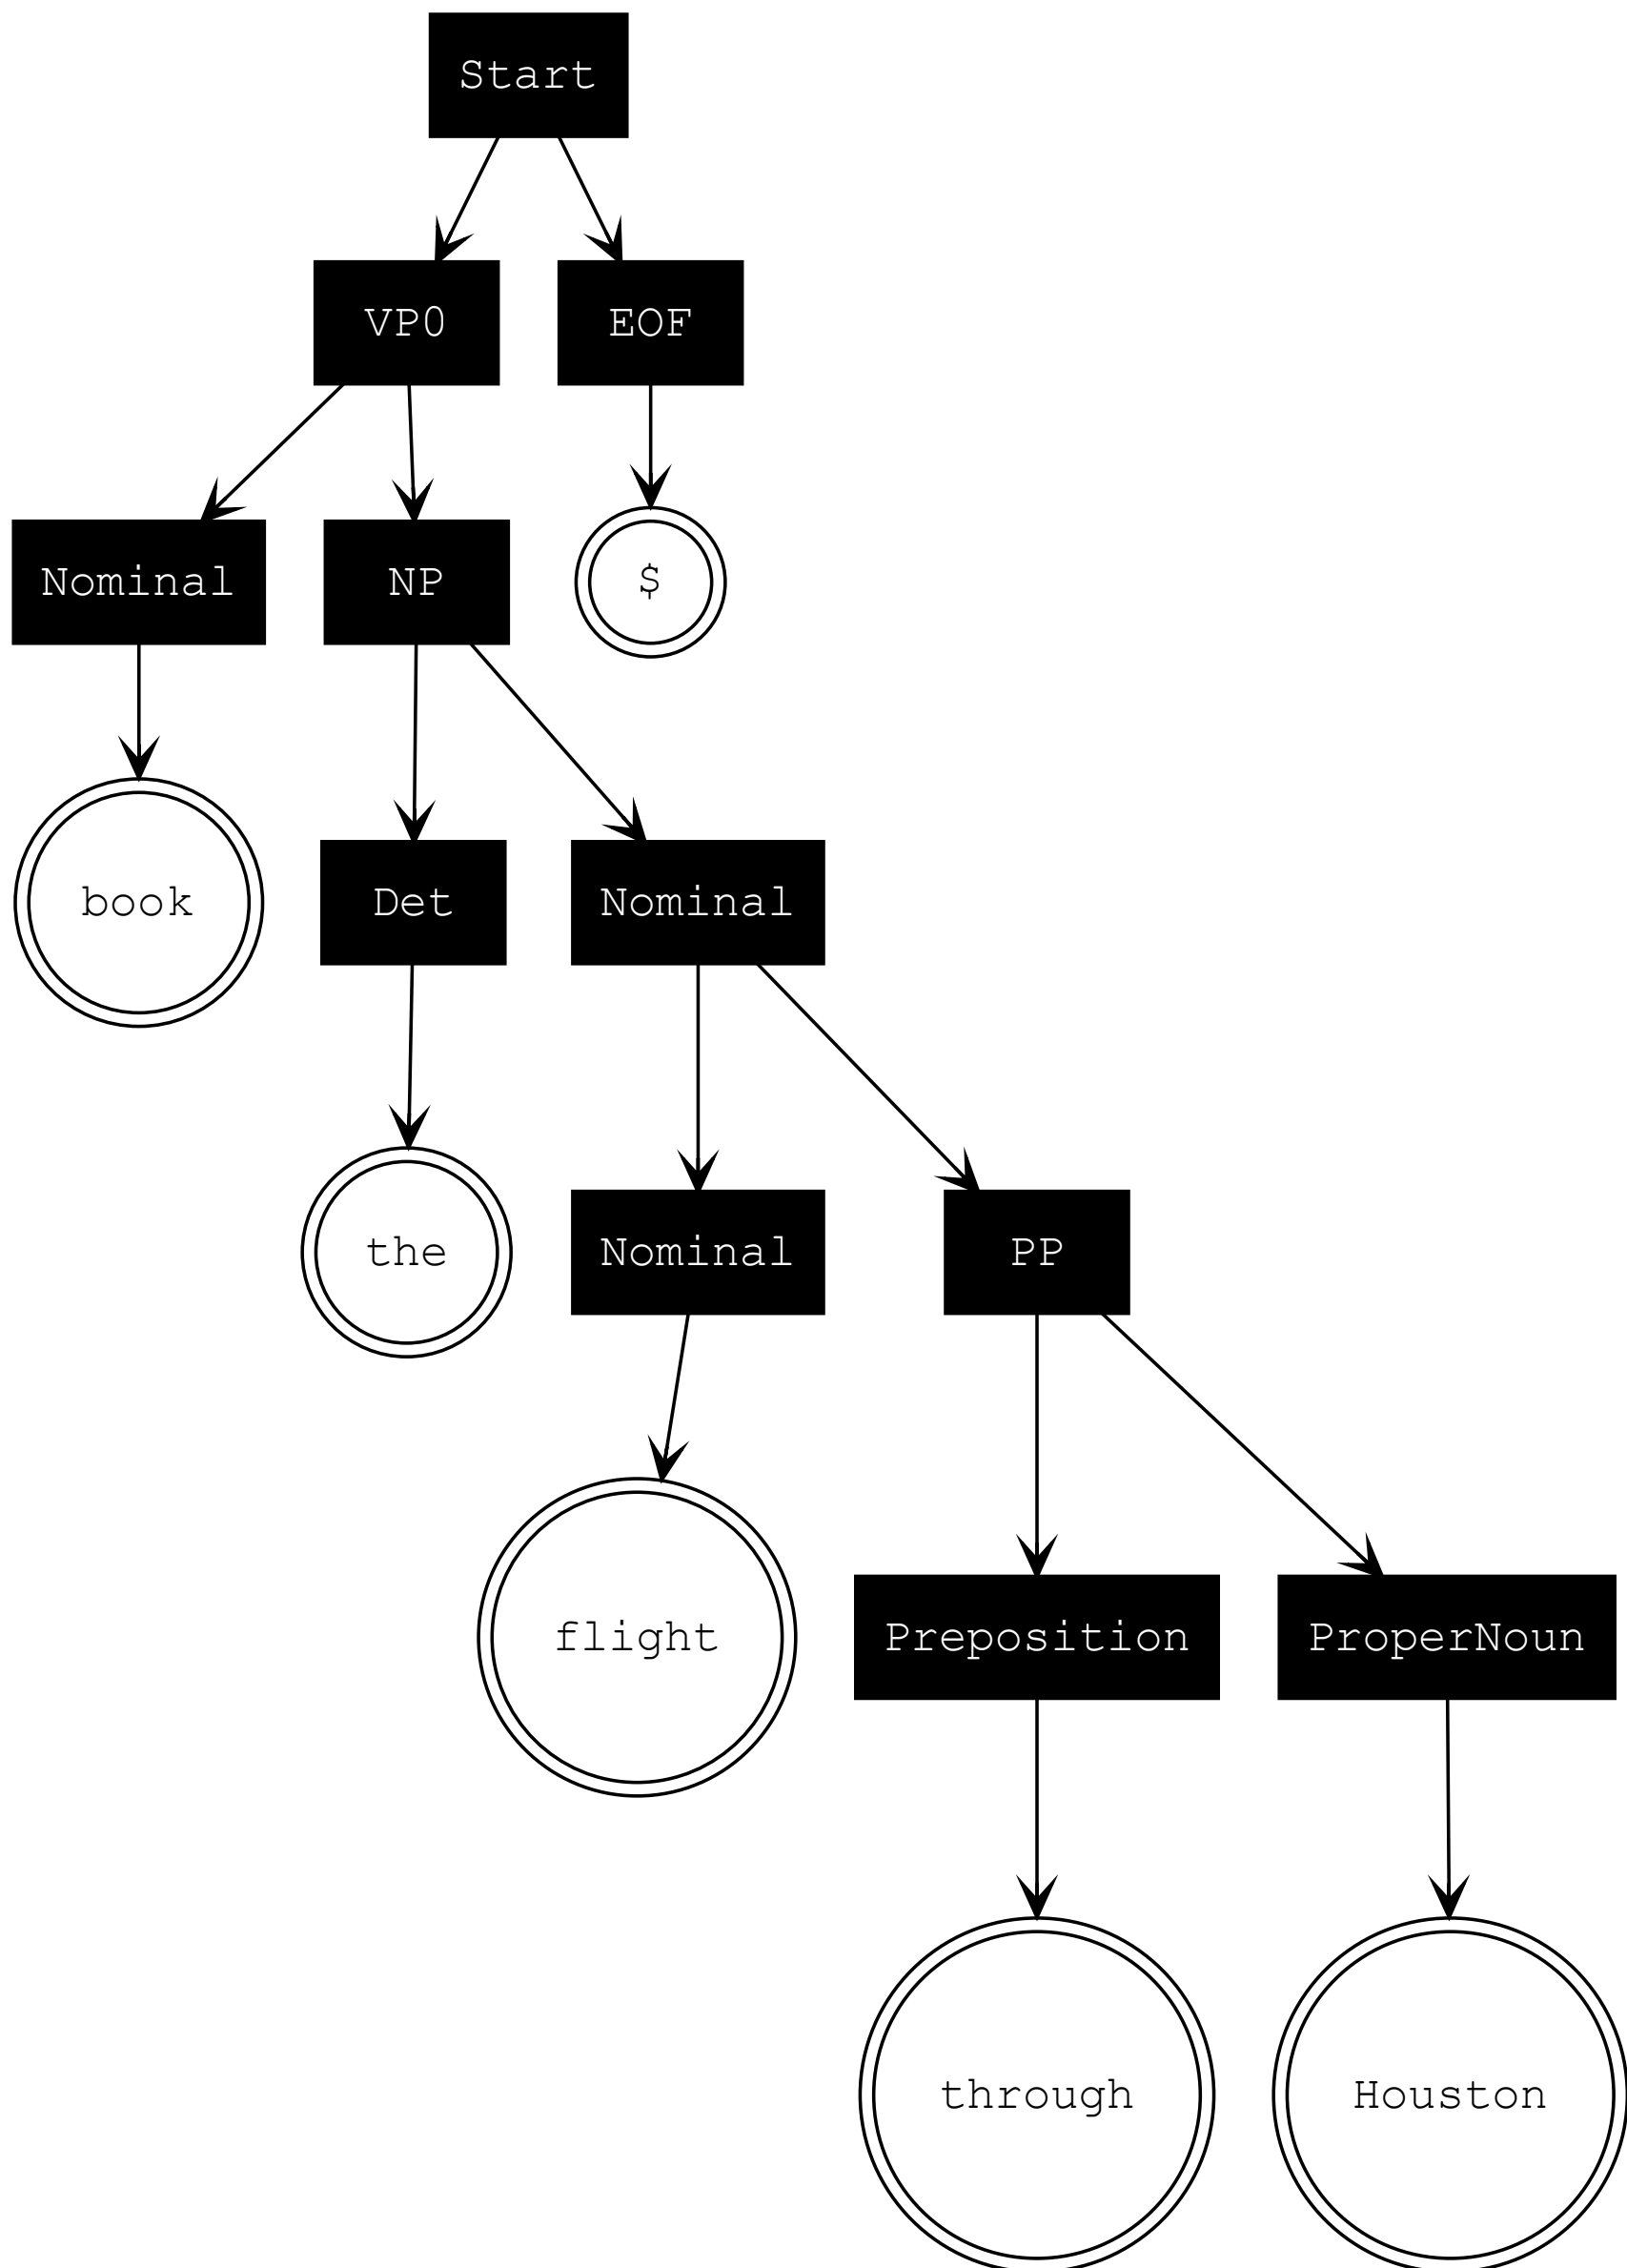 Start
VP0 EOF
Nominal NP $
book Det Nominal
the Nominal PP
flight Preposition ProperNoun
through Houston